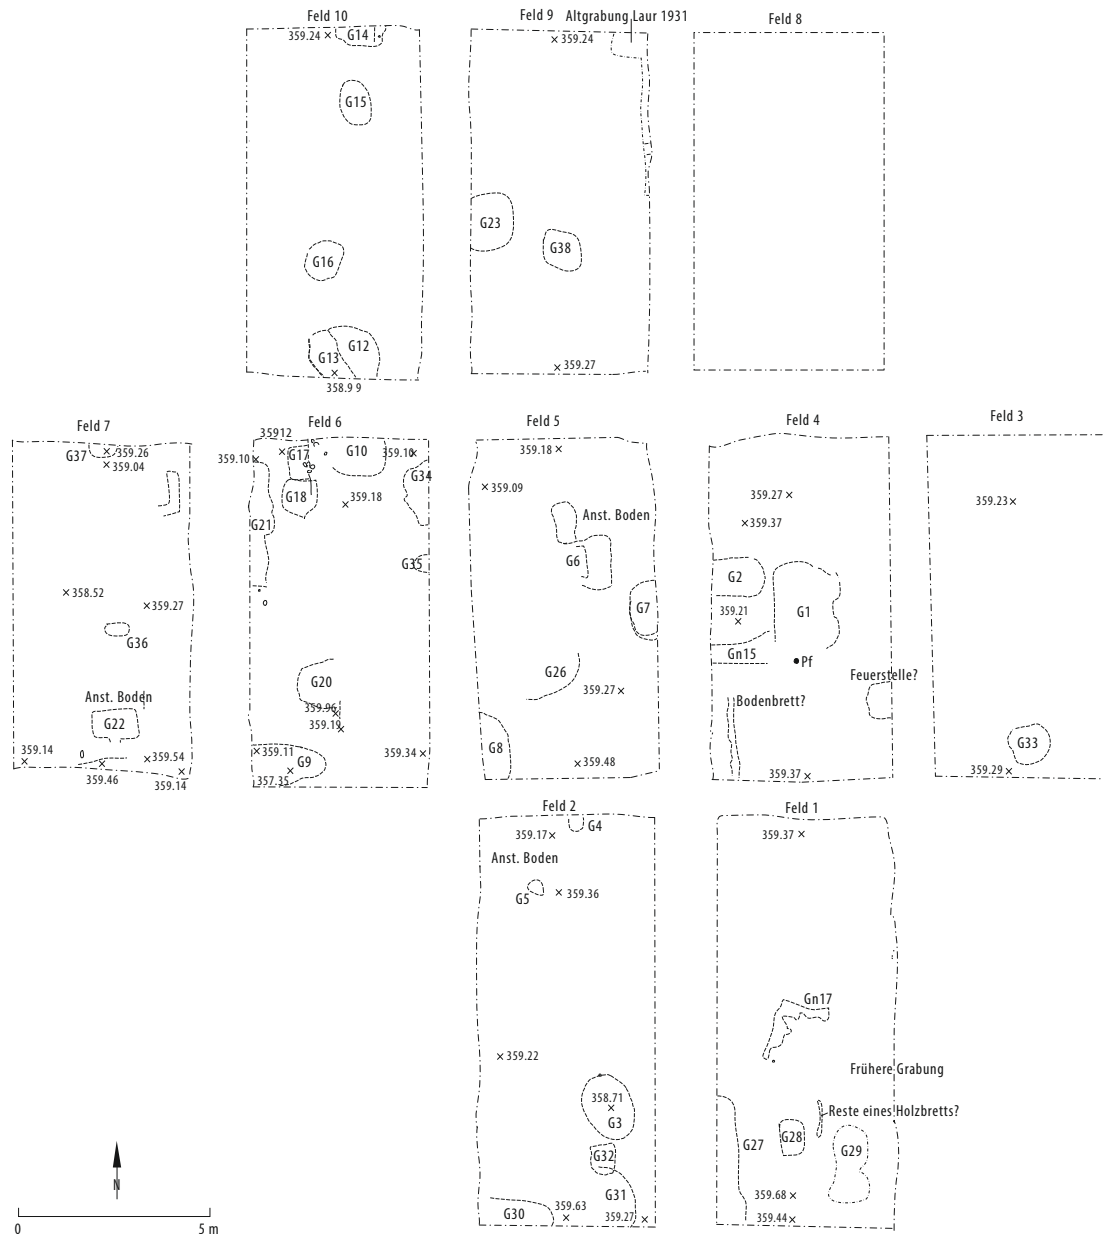 Feld 10
Feld 9
Altgrabung Laur 1931
Feld 8
359.24
G14
359.24
G15
G23
G38
G16
G12
G13
358.9 9
359.27
Feld 7
Feld 6
Feld 5
Feld 4
Feld 3
G37
359.26
359.04
35912
359.10
G17
G10
359.10
G34
G18
359.18
G21
G35
358.52
359.27
G36
Anst. Boden
G22
359.14
359.54
359.46
359.14
G20
359.96
359.19
359.11
G9
357.35
359.34
359.18
359.09
Anst. Boden
G6
G7
G26
359.27
G8
359.48
359.27
359.37
G2
359.21
G1
Gn15
Pf
Feuerstelle?
Bodenbrett?
359.37
359.23
G33
359.29
Feld 2
Feld 1
359.17
G4
Anst. Boden
G5
359.36
359.22
358.71
G3
G32
G31
G30
359.63
359.27
359.37
Gn17
Frühere Grabung
Reste eines Holzbretts?
G27
G28
G29
359.68
359.44
N
0
5 m